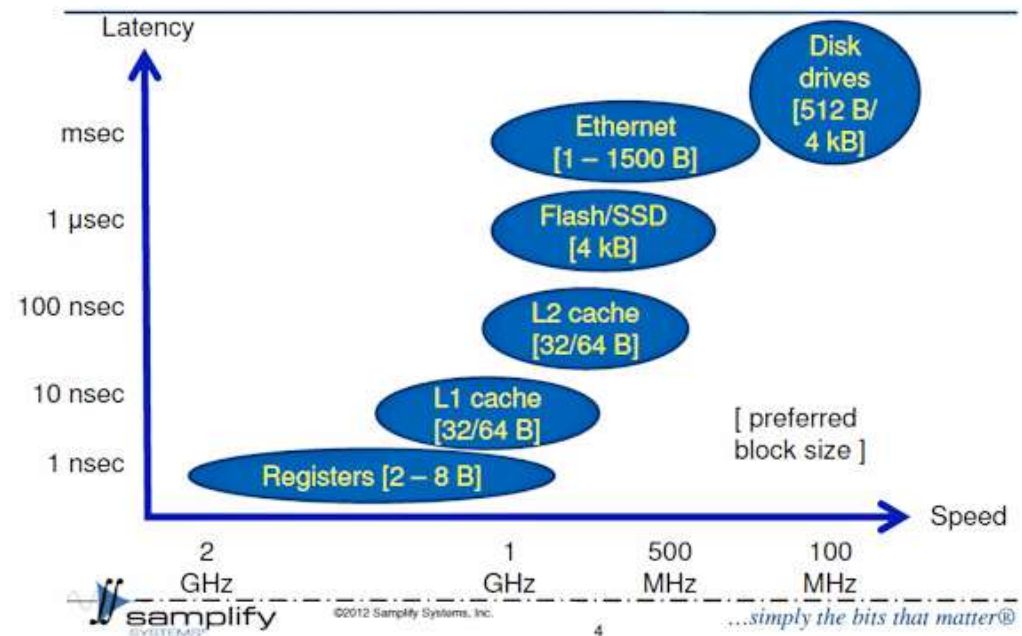 Latency
Disk
drives
[512 B/
4 kB]
msec
Ethernet
[1 – 1500 B]
1 µsec
Flash/SSD
[4 kB]
100 nsec
L2 cache
[32/64 B]
10 nsec
L1 cache
[32/64 B]
[ preferred
block size ]
1 nsec
Registers [2 – 8 B]
Speed
2
GHz
1
GHz
500
MHz
100
MHz
samplify
SYSTEMS
©2012 Samplify Systems, Inc.
4
...simply the bits that matter®